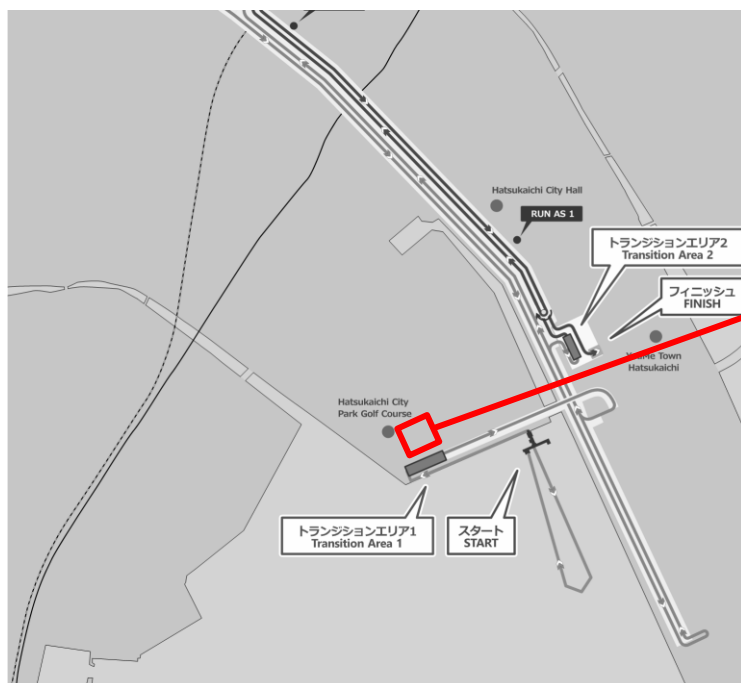 Hatsukaichi City Hall
RUN AS 1
トランジションエリア2
Transition Area 2
フィニッシュ
FINISH
Town
Hatsukaichi
Hatsukaichi City
Park Golf Course
トランジションエリア1
Transition Area 1
スタート
START